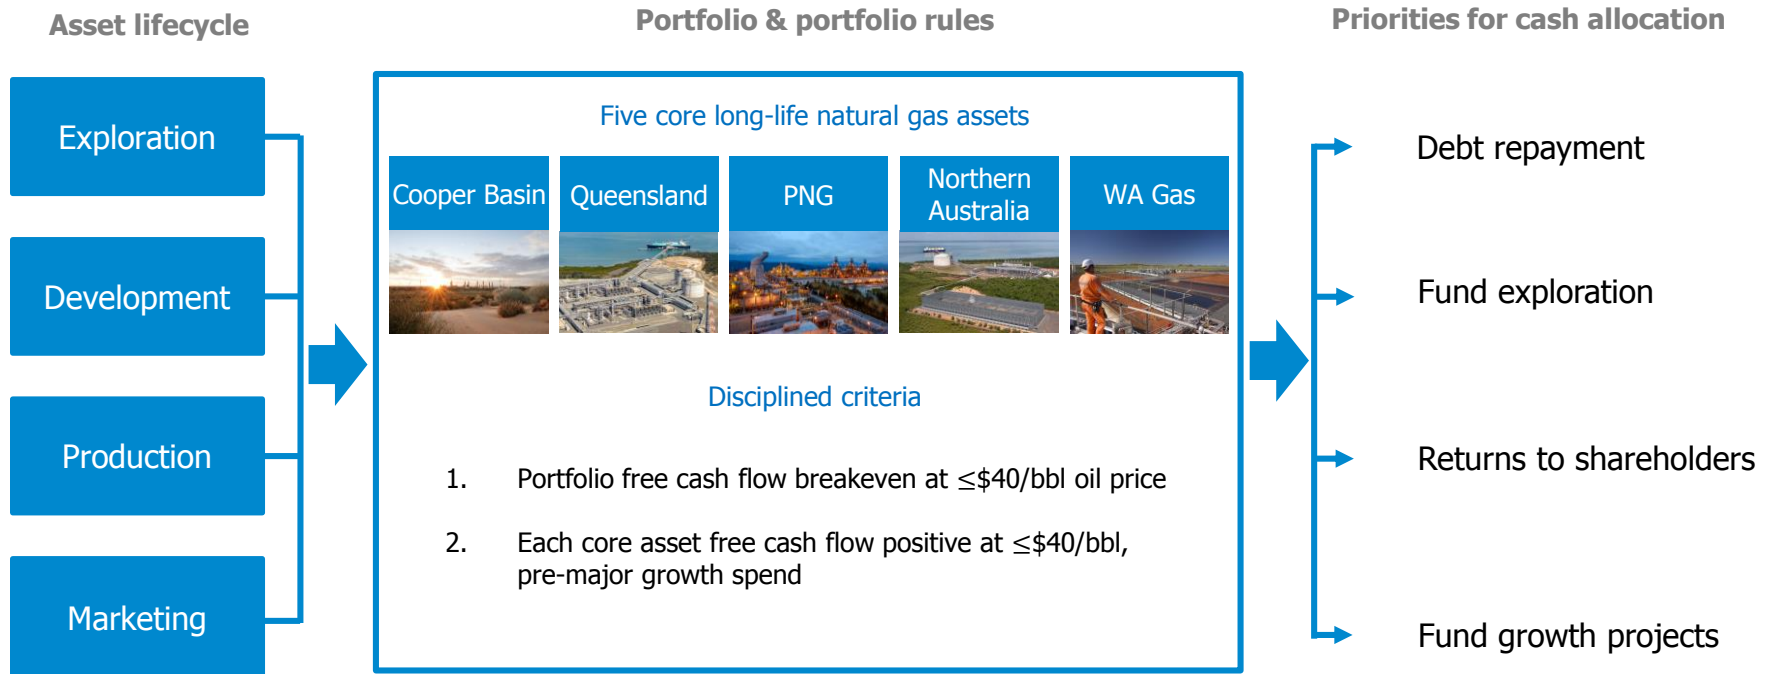 Asset lifecycle
Portfolio & portfolio rules
Priorities for cash allocation
Exploration
Development
Production
Marketing
Five core long-life natural gas assets
Cooper Basin
Queensland
PNG
Northern
Australia
WA Gas
Disciplined criteria
1. Portfolio free cash flow breakeven at ≤$40/bbl oil price
2. Each core asset free cash flow positive at ≤$40/bbl,
pre-major growth spend
Debt repayment
Fund exploration
Returns to shareholders
Fund growth projects